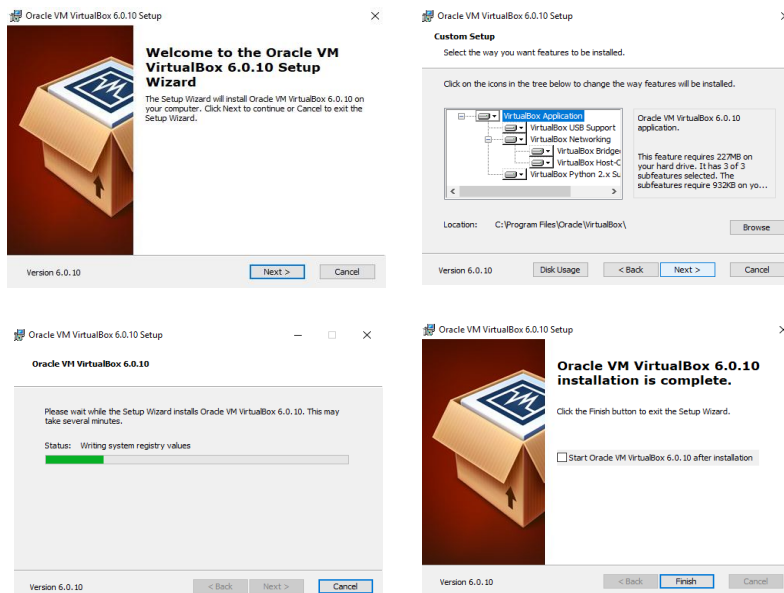 Oracle VM VirtualBox 6.0.10 Setup
Welcome to the Oracle VM
VirtualBox 6.0.10 Setup
Wizard
The Setup Wizard will install Oracle VM VirtualBox 6.0.10 on
your computer. Click Next to continue or Cancel to exit the
Setup Wizard.
Version 6.0.10
Next >
Cancel
Oracle VM VirtualBox 6.0.10 Setup
Custom Setup
Select the way you want features to be installed.
Click on the icons in the tree below to change the way features will be installed.
VirtualBox Application
VirtualBox USB Support
VirtualBox Networking
VirtualBox Bridge
VirtualBox Host-C
VirtualBox Python 2.x Su
Oracle VM VirtualBox 6.0.10
application.
This feature requires 227MB on
your hard drive. It has 3 of 3
subfeatures selected. The
subfeatures require 932KB on yo...
Location: C:\Program Files\Oracle\VirtualBox\
Browse
Version 6.0.10
Disk Usage
< Back
Next >
Cancel
Oracle VM VirtualBox 6.0.10 Setup
Oracle VM VirtualBox 6.0.10
Please wait while the Setup Wizard installs Oracle VM VirtualBox 6.0.10. This may
take several minutes.
Status: Writing system registry values
Version 6.0.10
< Back
Next >
Cancel
Oracle VM VirtualBox 6.0.10 Setup
Oracle VM VirtualBox 6.0.10
installation is complete.
Click the Finish button to exit the Setup Wizard.
Start Oracle VM VirtualBox 6.0.10 after installation
Version 6.0.10
< Back
Finish
Cancel